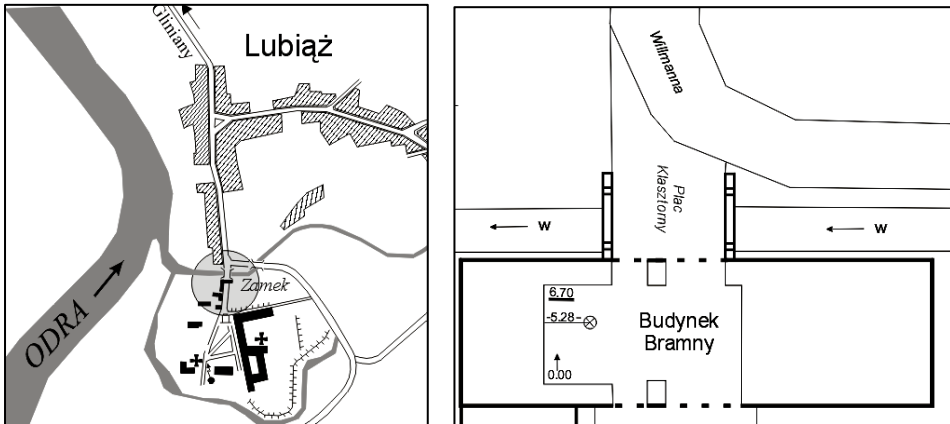 Gliniany
Lubiąż
ODRA
Zamek
Willmanna
Plac
Klasztorny
W
W
6.70
-5.28-
0.00
Budynek
Bramny